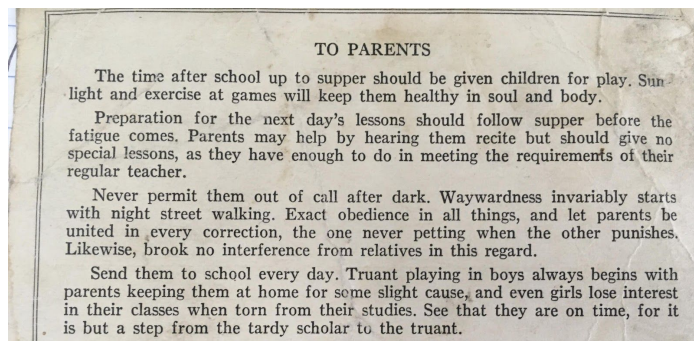 TO PARENTS
The time after school up to supper should be given children for play. Sun-
light and exercise at games will keep them healthy in soul and body.
Preparation for the next day's lessons should follow supper before the
fatigue comes. Parents may help by hearing them recite but should give no
special lessons, as they have enough to do in meeting the requirements of their
regular teacher.
Never permit them out of call after dark. Waywardness invariably starts
with night street walking. Exact obedience in all things, and let parents be
united in every correction, the one never petting when the other punishes.
Likewise, brook no interference from relatives in this regard.
Send them to school every day. Truant playing in boys always begins with
parents keeping them at home for some slight cause, and even girls lose interest
in their classes when torn from their studies. See that they are on time, for it
is but a step from the tardy scholar to the truant.